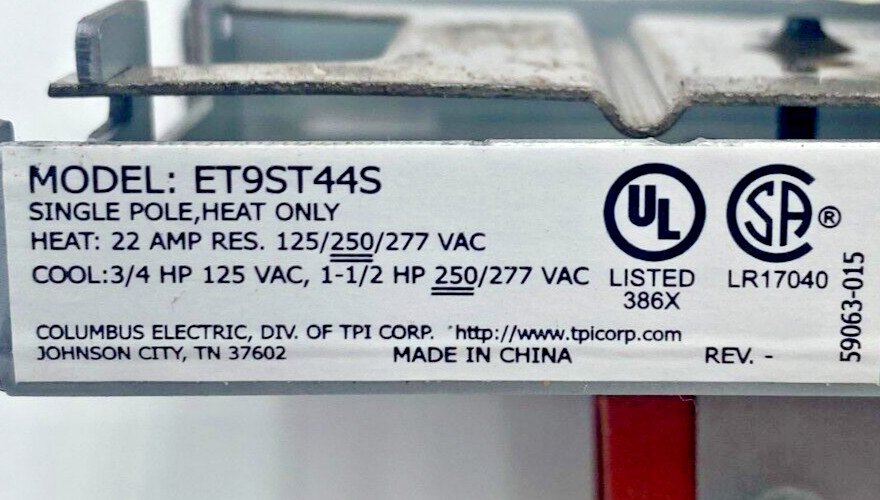 MODEL: ET9ST44S
SINGLE POLE,HEAT ONLY
HEAT: 22 AMP RES. 125/250/277 VAC
COOL:3/4 HP 125 VAC, 1-1/2 HP 250/277 VAC
COLUMBUS ELECTRIC, DIV. OF TPI CORP. http://www.tpicorp.com
JOHNSON CITY, TN 37602 MADE IN CHINA REV. -
UL
LISTED
386X
SA®
LR17040
59063-015